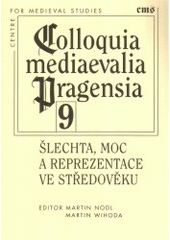 CENTRE
FOR MEDIEVAL STUDIES
cms
Colloquia
mediaevalia
Pragensia
9
ŠLECHTA, MOC
A REPREZENTACE
VE STŘEDOVĚKU
EDITOR MARTIN NODL
MARTIN WIHODA